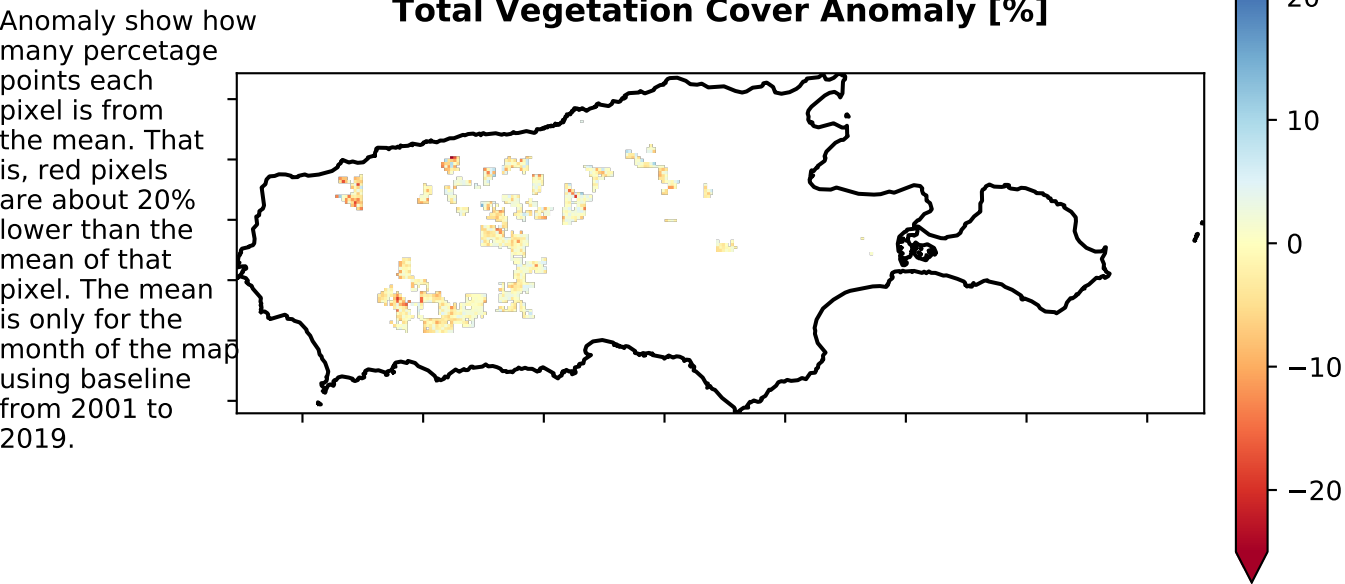 Total Vegetation Cover Anomaly [%]
Anomaly show how
many percetage
points each
pixel is from
the mean. That
is, red pixels
are about 20%
lower than the
mean of that
pixel. The mean
is only for the
month of the map
using baseline
from 2001 to
2019.
20
10
0
−10
−20